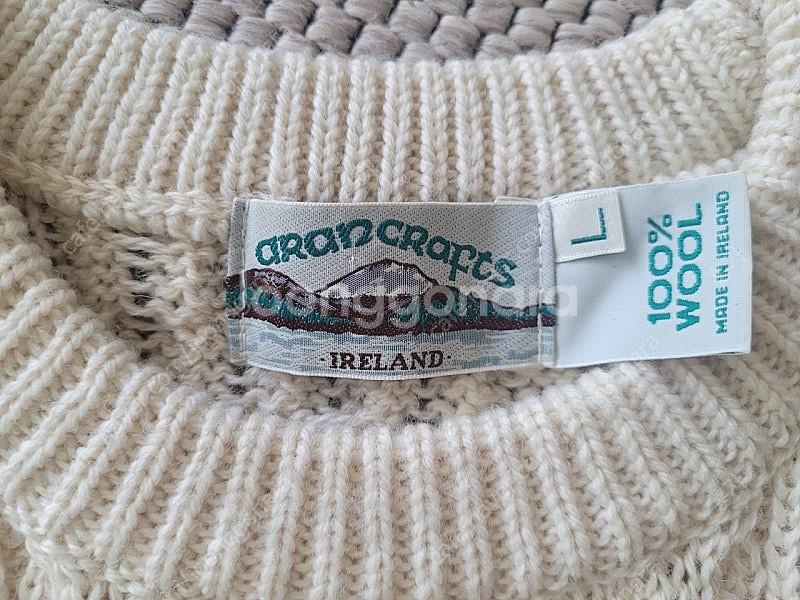 aran crafts
·IRELAND·
L
100%
WOOL
MADE IN IRELAND
joonggonara